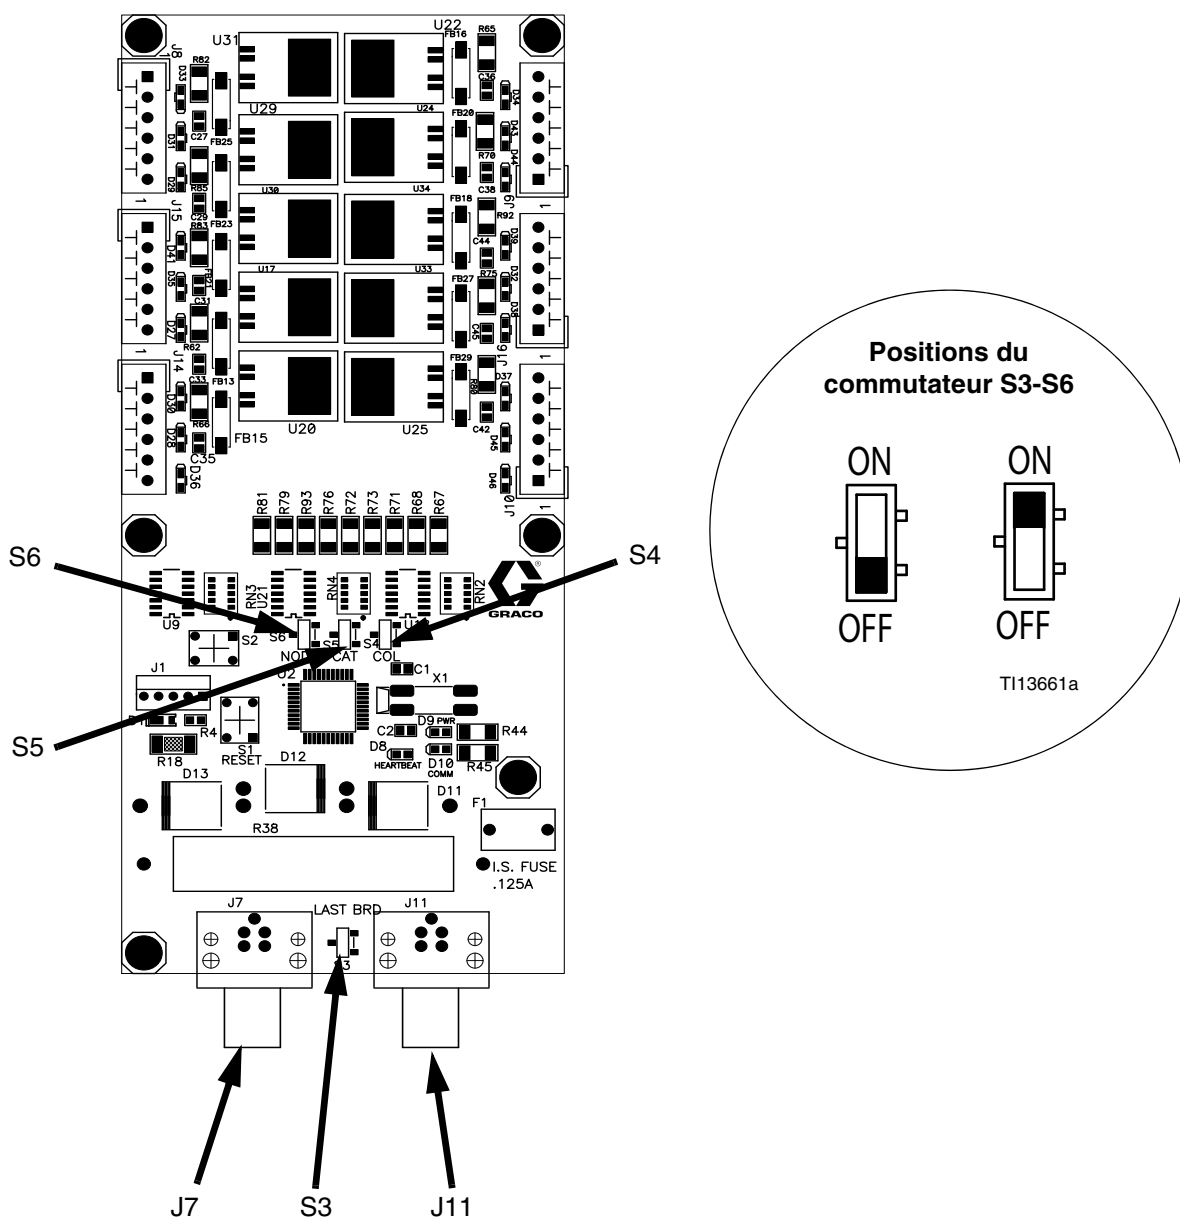 U31
U22
FB16
R65
J8
1
D33
R82
C36
D34
U29
U24
FB20
D31
C27
FB25
D43
R70
D44
D29
R85
U30
U34
C38
J15
1
C29
R83
FB23
FB18
R92
J6
1
C44
D39
D41
FB21
U17
U33
FB27
R75
D35
C31
D32
D38
D27
R62
C45
J14
1
J19
1
C33
FB13
FB29
R80
D37
D30
R66
C42
D28
FB15
U20
U25
D45
C35
D36
D46
J10
1
R81
R79
R93
R76
R72
R73
R71
R68
R67
S6
S4
®
GRACO
U9
RN3
U21
RN4
RN2
S2
S6
S5
S4
CAT
COL
U2
C1
J1
X1
S5
R4
R18
S1
RESET
C2
D9
PWR
R44
D8
HEARTBEAT
D10
COMM
R45
D13
D12
D11
F1
R38
I.S. FUSE
.125A
J7
LAST BRD
J11
J7
S3
J11
Positions du
commutateur S3-S6
ON
ON
OFF
OFF
TI13661a